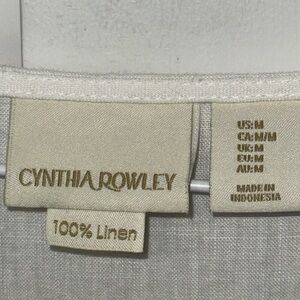 CYNTHIA ROWLEY
100% Linen
US:M
CA:M/M
UK:M
EU:M
AU:M
MADE IN
INDONESIA